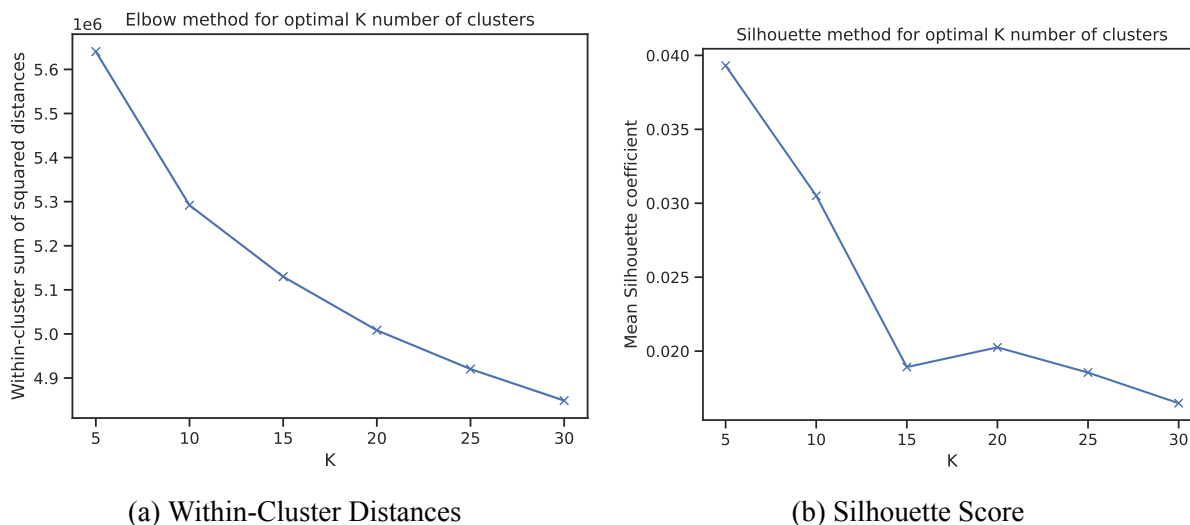 Elbow method for optimal K number of clusters
1e6
Within-cluster sum of squared distances
5.6
5.5
5.4
5.3
5.2
5.1
5.0
4.9
5 10 15 20 25 30
K
(a) Within-Cluster Distances
Silhouette method for optimal K number of clusters
Mean Silhouette coefficient
0.040
0.035
0.030
0.025
0.020
5 10 15 20 25 30
K
(b) Silhouette Score